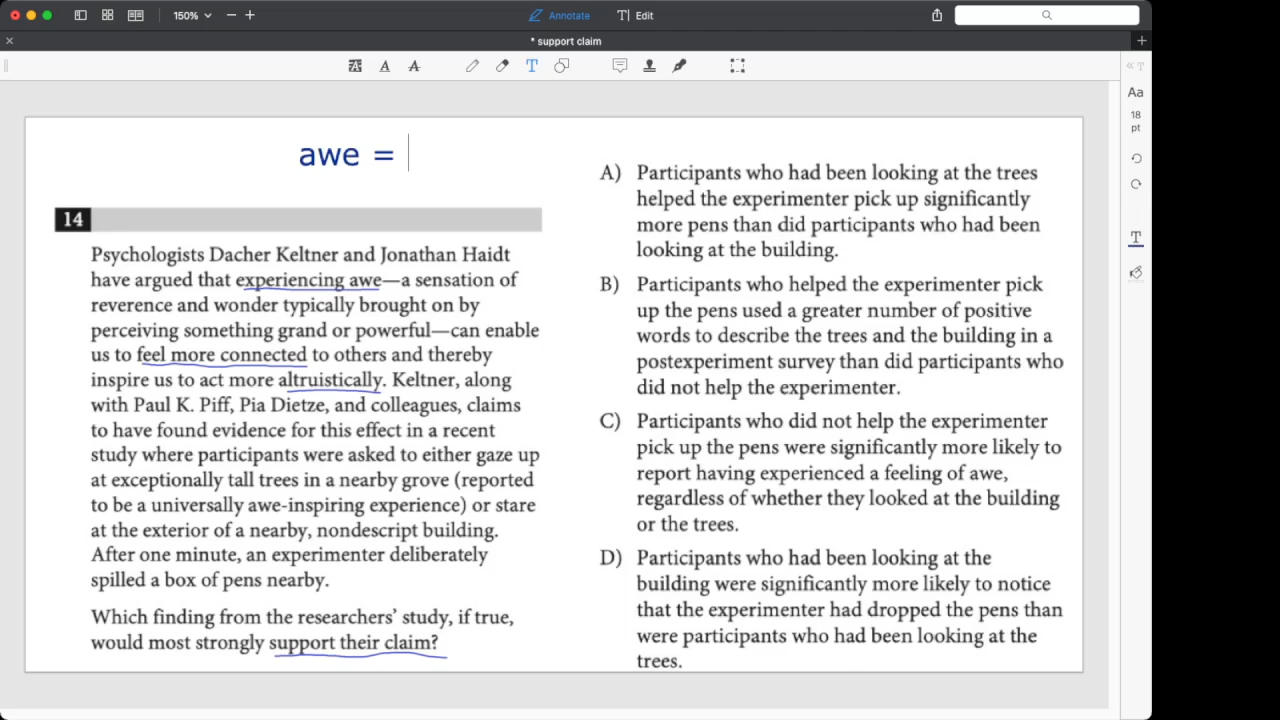 150%
Annotate
T| Edit
* support claim
Aa
18
pt
awe =
14
Psychologists Dacher Keltner and Jonathan Haidt
have argued that experiencing awe—a sensation of
reverence and wonder typically brought on by
perceiving something grand or powerful—can enable
us to feel more connected to others and thereby
inspire us to act more altruistically. Keltner, along
with Paul K. Piff, Pia Dietze, and colleagues, claims
to have found evidence for this effect in a recent
study where participants were asked to either gaze up
at exceptionally tall trees in a nearby grove (reported
to be a universally awe-inspiring experience) or stare
at the exterior of a nearby, nondescript building.
After one minute, an experimenter deliberately
spilled a box of pens nearby.
Which finding from the researchers' study, if true,
would most strongly support their claim?
A) Participants who had been looking at the trees
helped the experimenter pick up significantly
more pens than did participants who had been
looking at the building.
B) Participants who helped the experimenter pick
up the pens used a greater number of positive
words to describe the trees and the building in a
postexperiment survey than did participants who
did not help the experimenter.
C) Participants who did not help the experimenter
pick up the pens were significantly more likely to
report having experienced a feeling of awe,
regardless of whether they looked at the building
or the trees.
D) Participants who had been looking at the
building were significantly more likely to notice
that the experimenter had dropped the pens than
were participants who had been looking at the
trees.